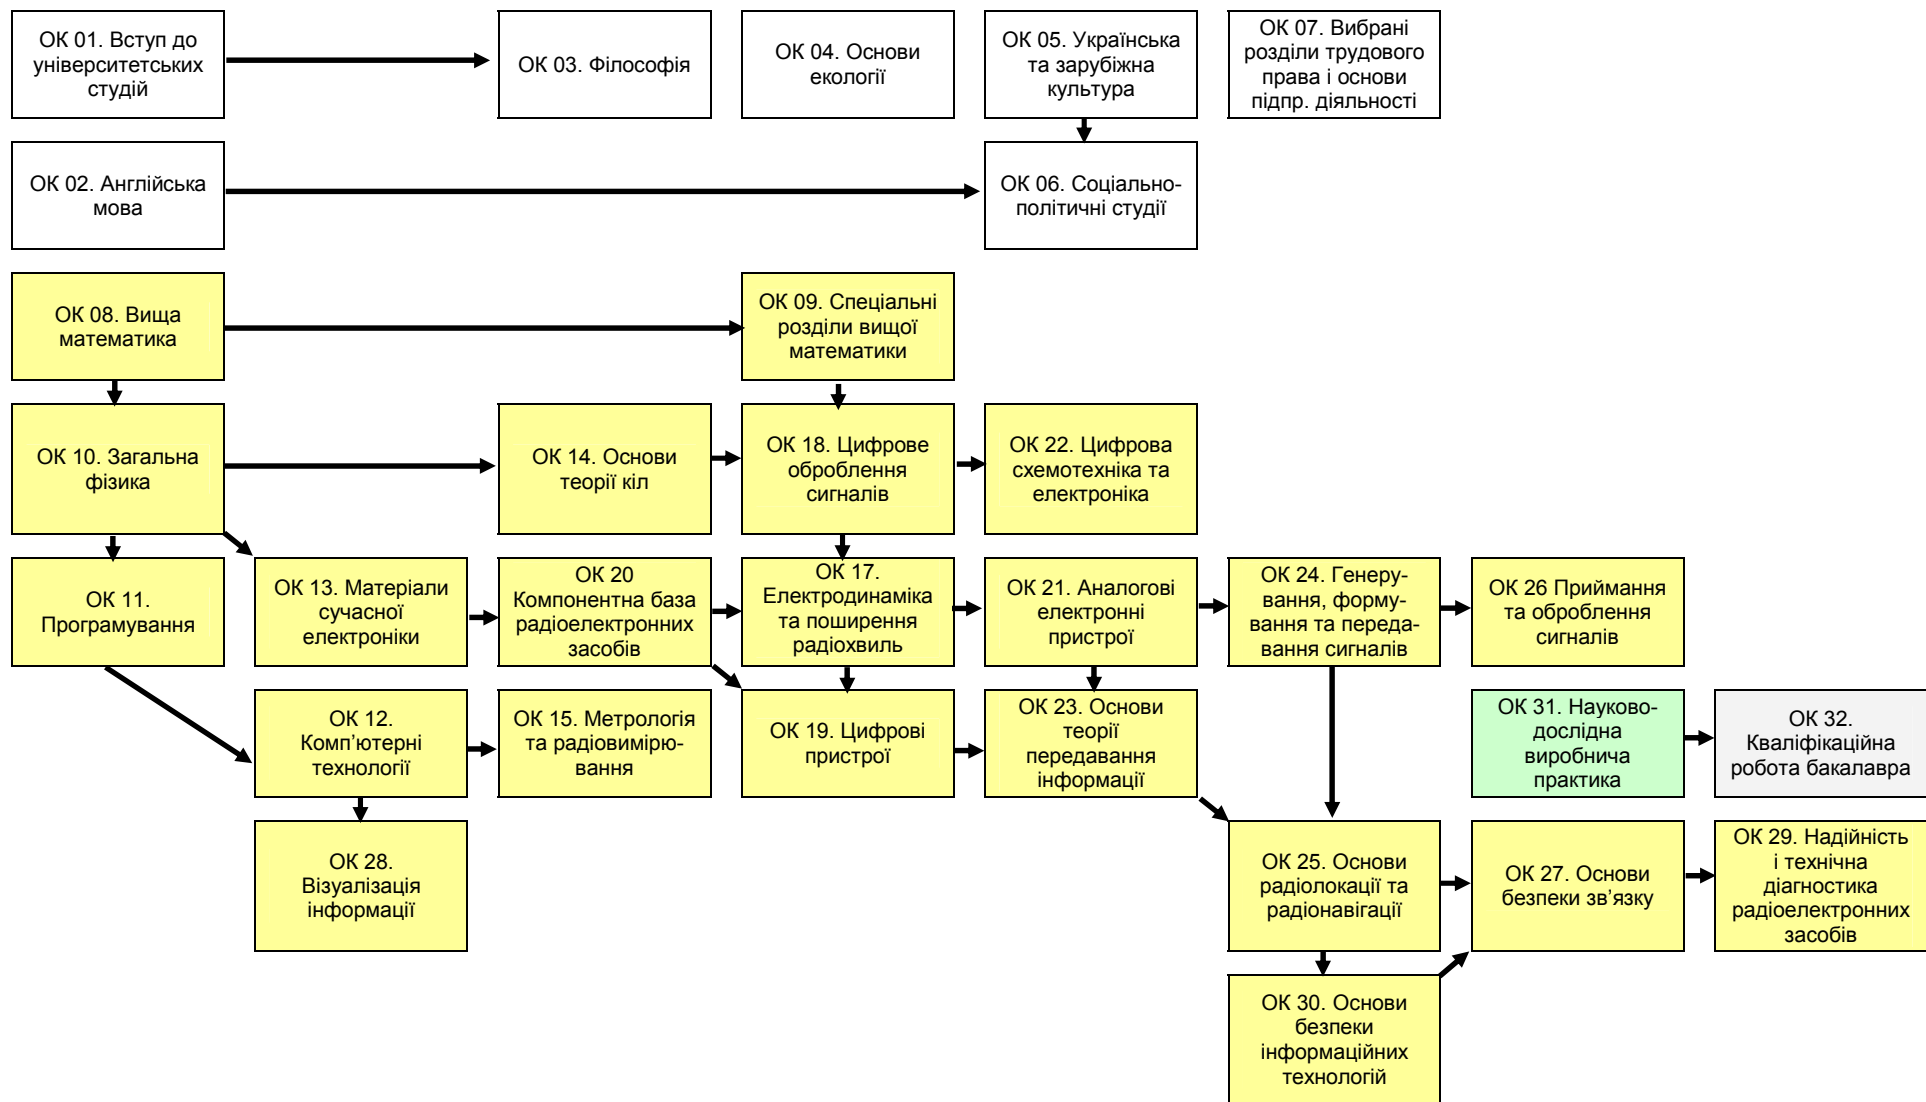 ОК 01. Вступ до
університетських
студій
ОК 03. Філософія
ОК 04. Основи
екології
ОК 05. Українська
та зарубіжна
культура
ОК 07. Вибрані
розділи трудового
права і основи
підпр. діяльності
ОК 02. Англійська
мова
ОК 06. Соціально-
політичні студії
ОК 08. Вища
математика
ОК 09. Спеціальні
розділи вищої
математики
ОК 10. Загальна
фізика
ОК 14. Основи
теорії кіл
ОК 18. Цифрове
оброблення
сигналів
ОК 22. Цифрова
схемотехніка та
електроніка
ОК 11.
Програмування
ОК 13. Матеріали
сучасної
електроніки
ОК 20
Компонентна база
радіоелектронних
засобів
ОК 17.
Електродинаміка
та поширення
радіохвиль
ОК 21. Аналогові
електронні
пристрої
ОК 24. Генеру-
вання, форму-
вання та переда-
вання сигналів
ОК 26 Приймання
та оброблення
сигналів
ОК 12.
Комп’ютерні
технології
ОК 15. Метрологія
та радіовимірю-
вання
ОК 19. Цифрові
пристрої
ОК 23. Основи
теорії
передавання
інформації
ОК 31. Науково-
дослідна
виробнича
практика
ОК 32.
Кваліфікаційна
робота бакалавра
ОК 28.
Візуалізація
інформації
ОК 25. Основи
радіолокації та
радіонавігації
ОК 27. Основи
безпеки зв’язку
ОК 29. Надійність
і технічна
діагностика
радіоелектронних
засобів
ОК 30. Основи
безпеки
інформаційних
технологій